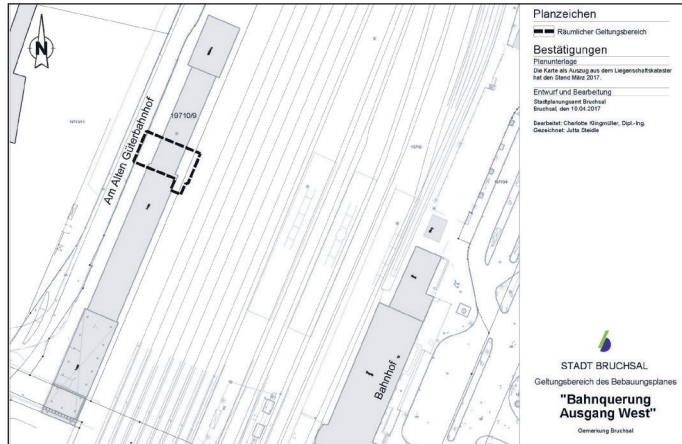 N
Am Alten Güterbahnhof
19710/9
Bahnhof
Planzeichen
Räumlicher Geltungsbereich
Bestätigungen
Planunterlage
Die Karte als Auszug aus dem Liegenschaftskataster
hat den Stand März 2017.
Entwurf und Bearbeitung
Stadtplanungsamt Bruchsal
Bruchsal, den 10.04.2017
Bearbeitet: Charlotte Klingmüller, Dipl.-Ing.
Gezeichnet: Jutta Steidle
STADT BRUCHSAL
Geltungsbereich des Bebauungsplanes
"Bahnquerung
Ausgang West"
Gemarkung Bruchsal